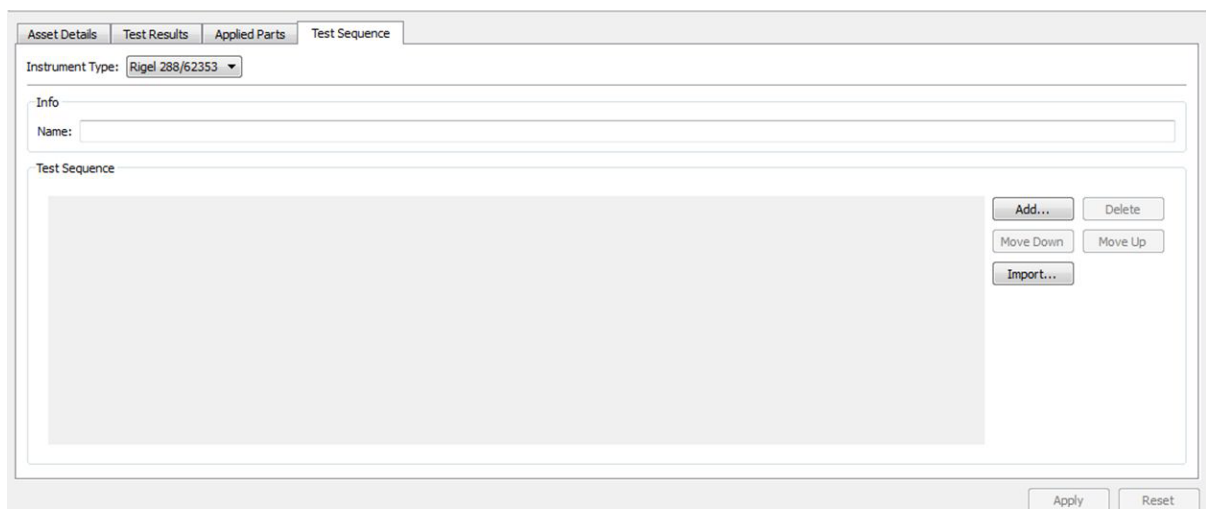 Asset Details Test Results Applied Parts Test Sequence
Instrument Type: Rigel 288/62353
Info
Name:
Test Sequence
Add... Delete
Move Down Move Up
Import...
Apply Reset